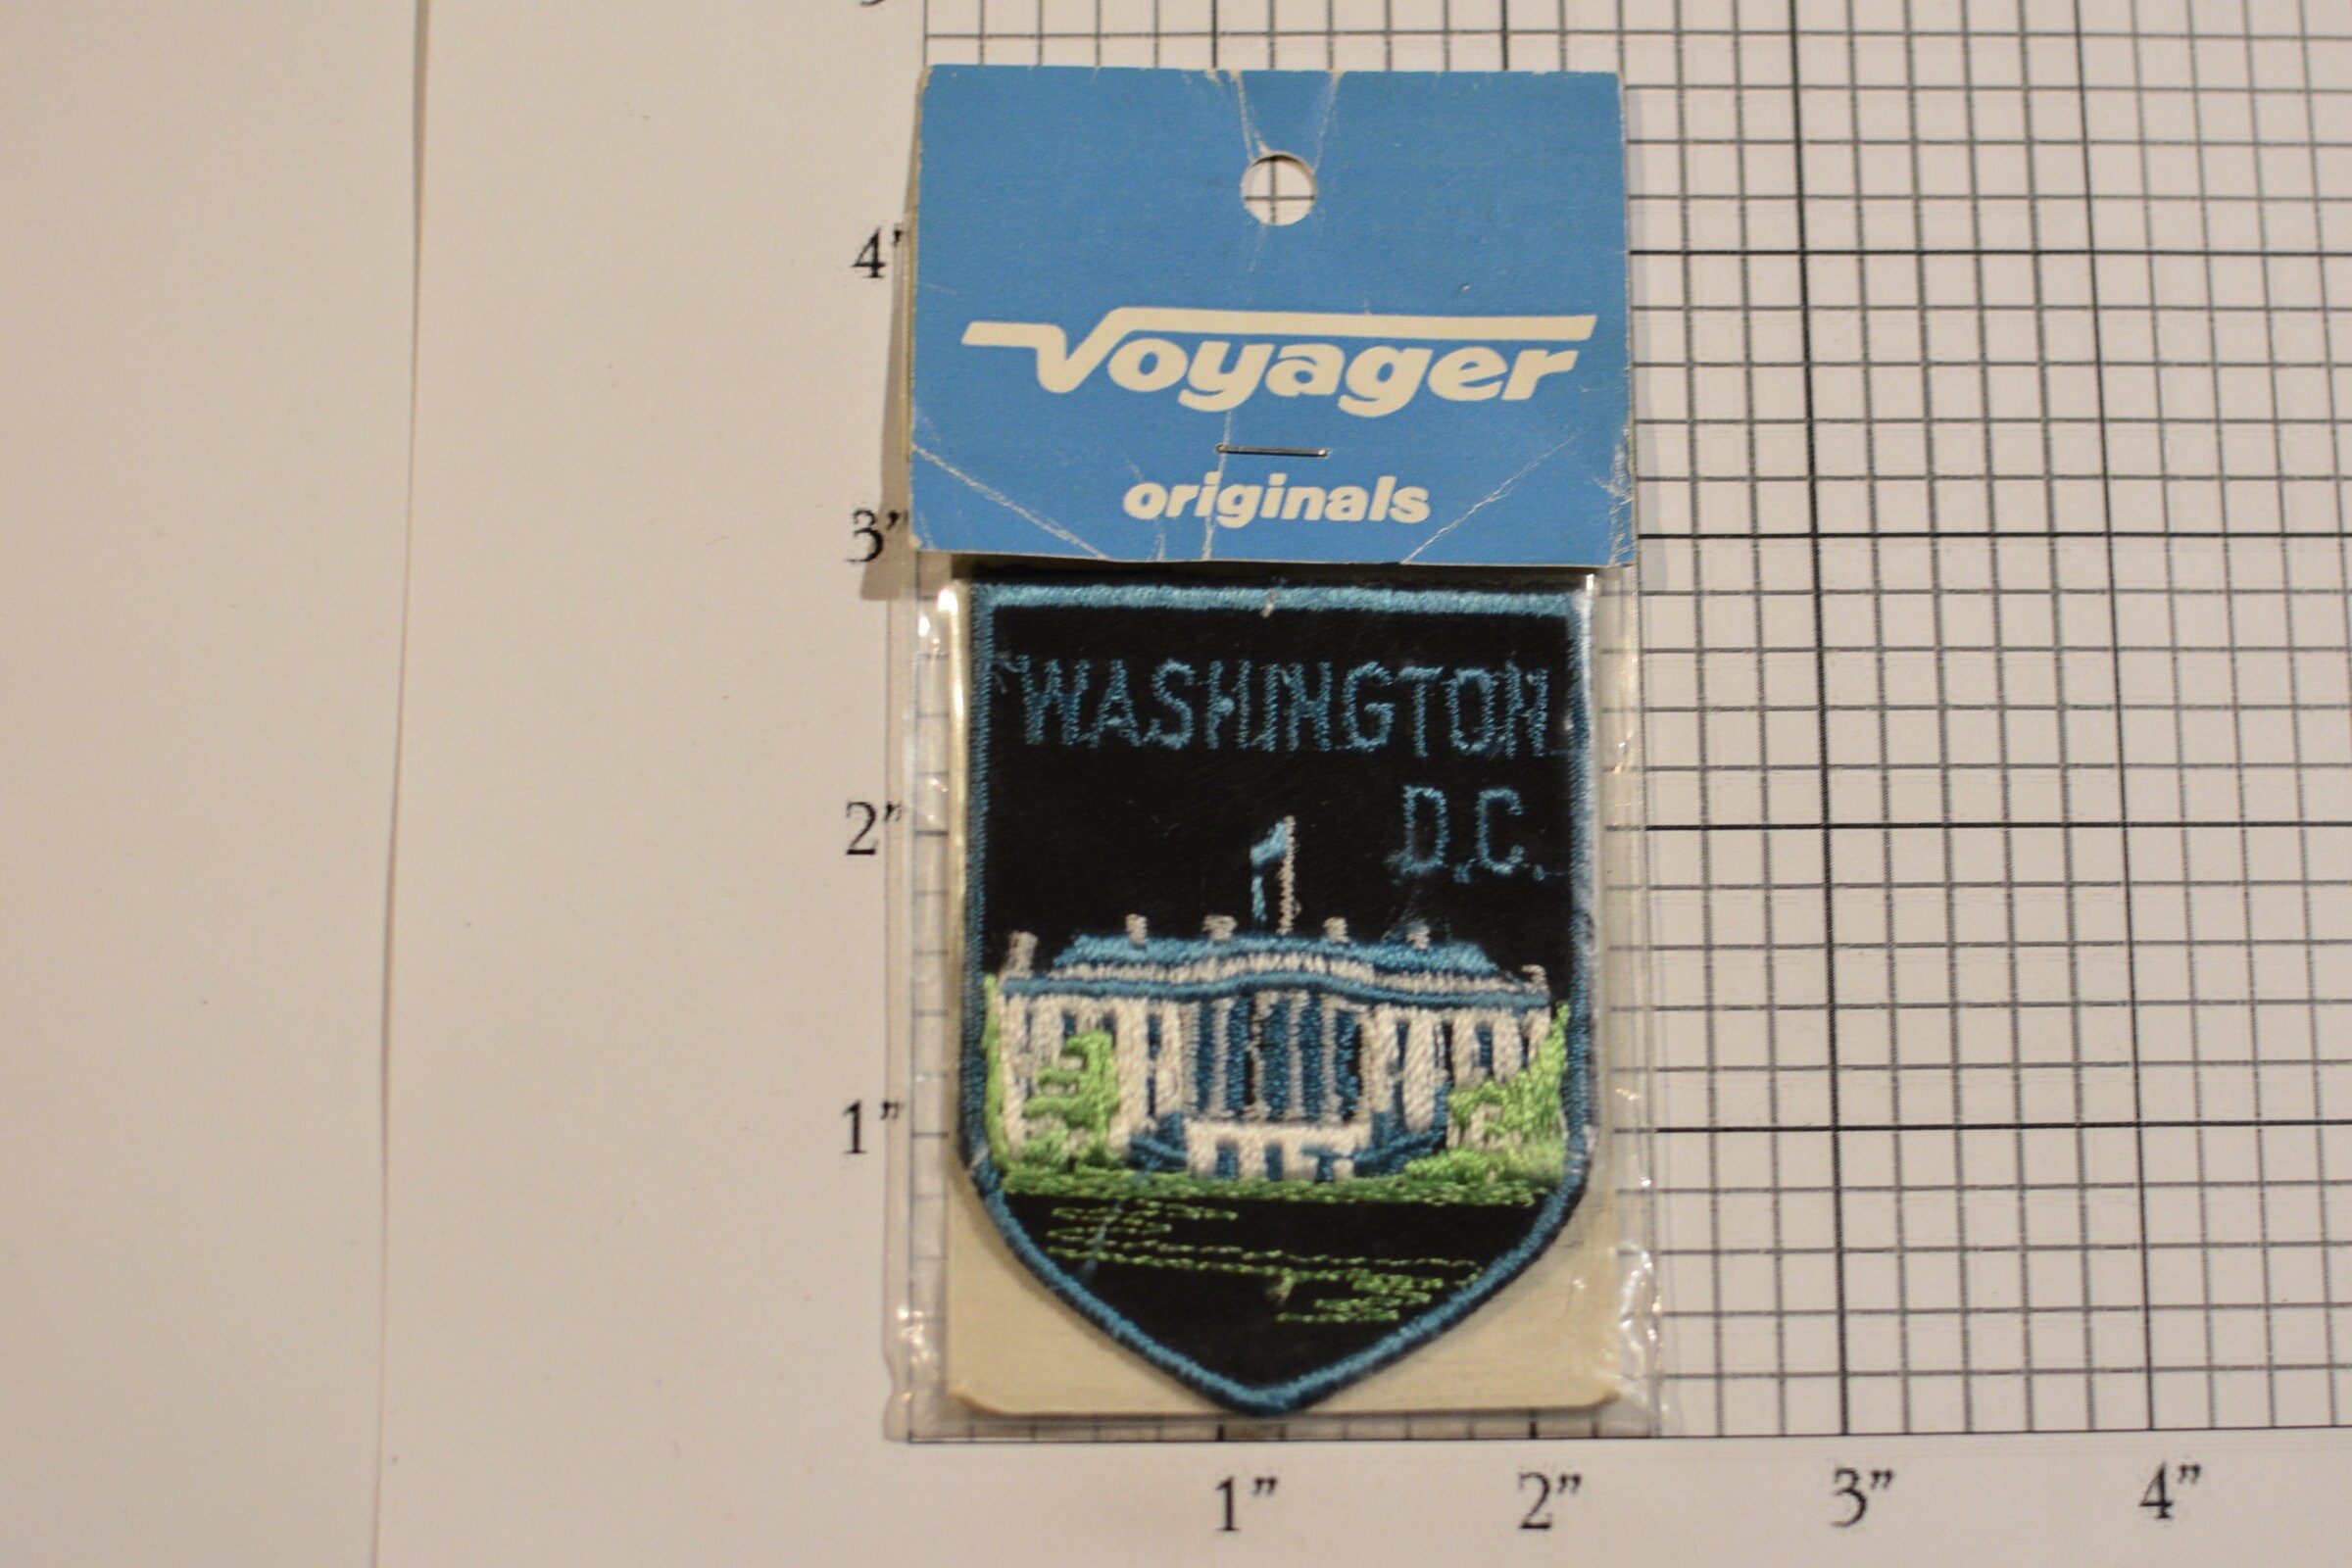 4"
Voyager
3"
originals
WASHINGTON
2"
D.C.
1"
1"
2"
3"
4"